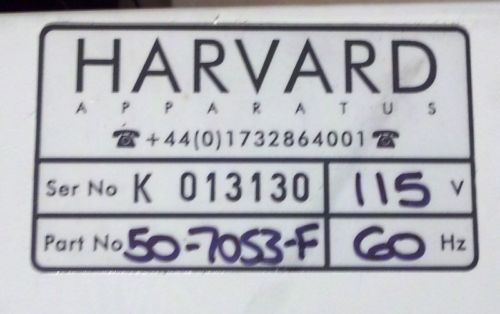 HARVARD
APPARATUS
☎ +44(0)1732864001 ☎
Ser No K 013130 115 V
Part No 50-7053-F 60 Hz